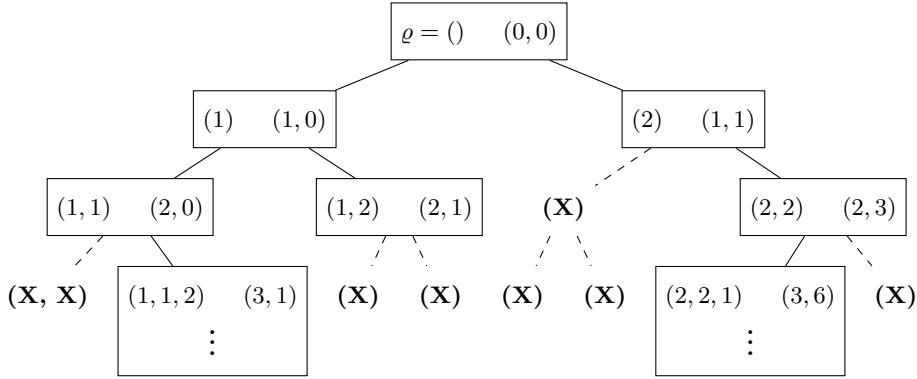 ϱ = () (0, 0)
(1) (1, 0) (2) (1, 1)
(1, 1) (2, 0) (1, 2) (2, 1) (X) (2, 2) (2, 3)
(X, X) (1, 1, 2) (3, 1) (X) (X) (X) (X) (2, 2, 1) (3, 6) (X)
⋮ ⋮